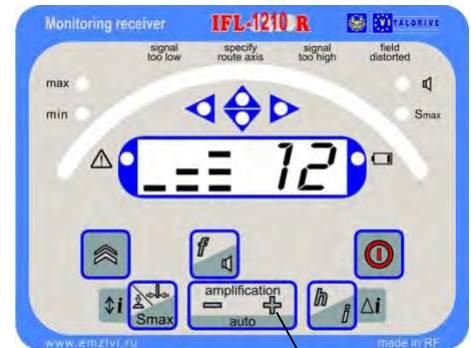 Monitoring receiver IFL-1210 R VITALDRIVE
signal too low
specify route axis
signal too high
field distorted
max
min
Smax
12
f
i
Smax
amplification
- +
auto
h i
Δi
www.emzivi.ru
made in RF